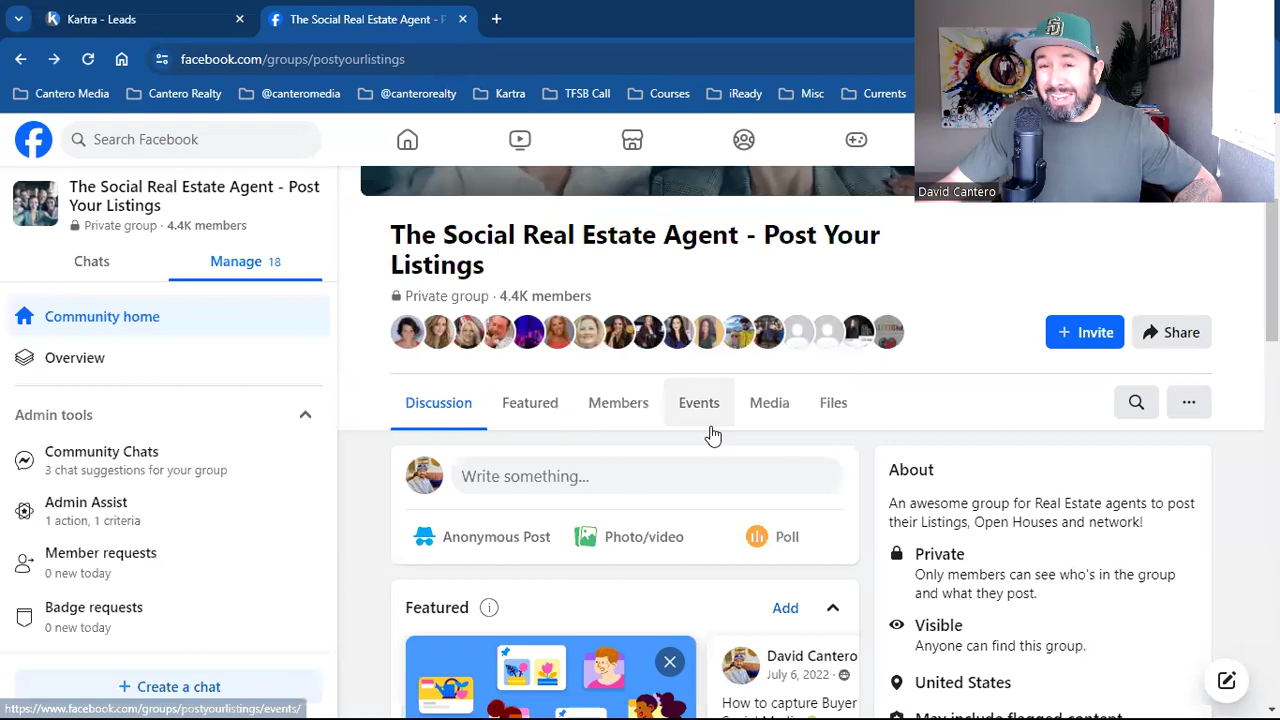 Kartra - Leads
The Social Real Estate Agent - P
facebook.com/groups/postyourlistings
Cantero Media
Cantero Realty
@canteromedia
@canterorealty
Kartra
TFSB Call
Courses
iReady
Misc
Currents
David Cantero
Search Facebook
The Social Real Estate Agent - Post
Your Listings
Private group · 4.4K members
Chats
Manage 18
Community home
Overview
Admin tools
Community Chats
3 chat suggestions for your group
Admin Assist
1 action, 1 criteria
Member requests
0 new today
Badge requests
0 new today
+ Create a chat
https://www.facebook.com/groups/postyourlistings/events/
The Social Real Estate Agent - Post Your
Listings
Private group · 4.4K members
+ Invite
Share
Discussion
Featured
Members
Events
Media
Files
Write something...
Anonymous Post
Photo/video
Poll
Featured
Add
David Cantero
July 6, 2022 ·
How to capture Buyer
About
An awesome group for Real Estate agents to post
their Listings, Open Houses and network!
Private
Only members can see who's in the group
and what they post.
Visible
Anyone can find this group.
United States
May include flagged content